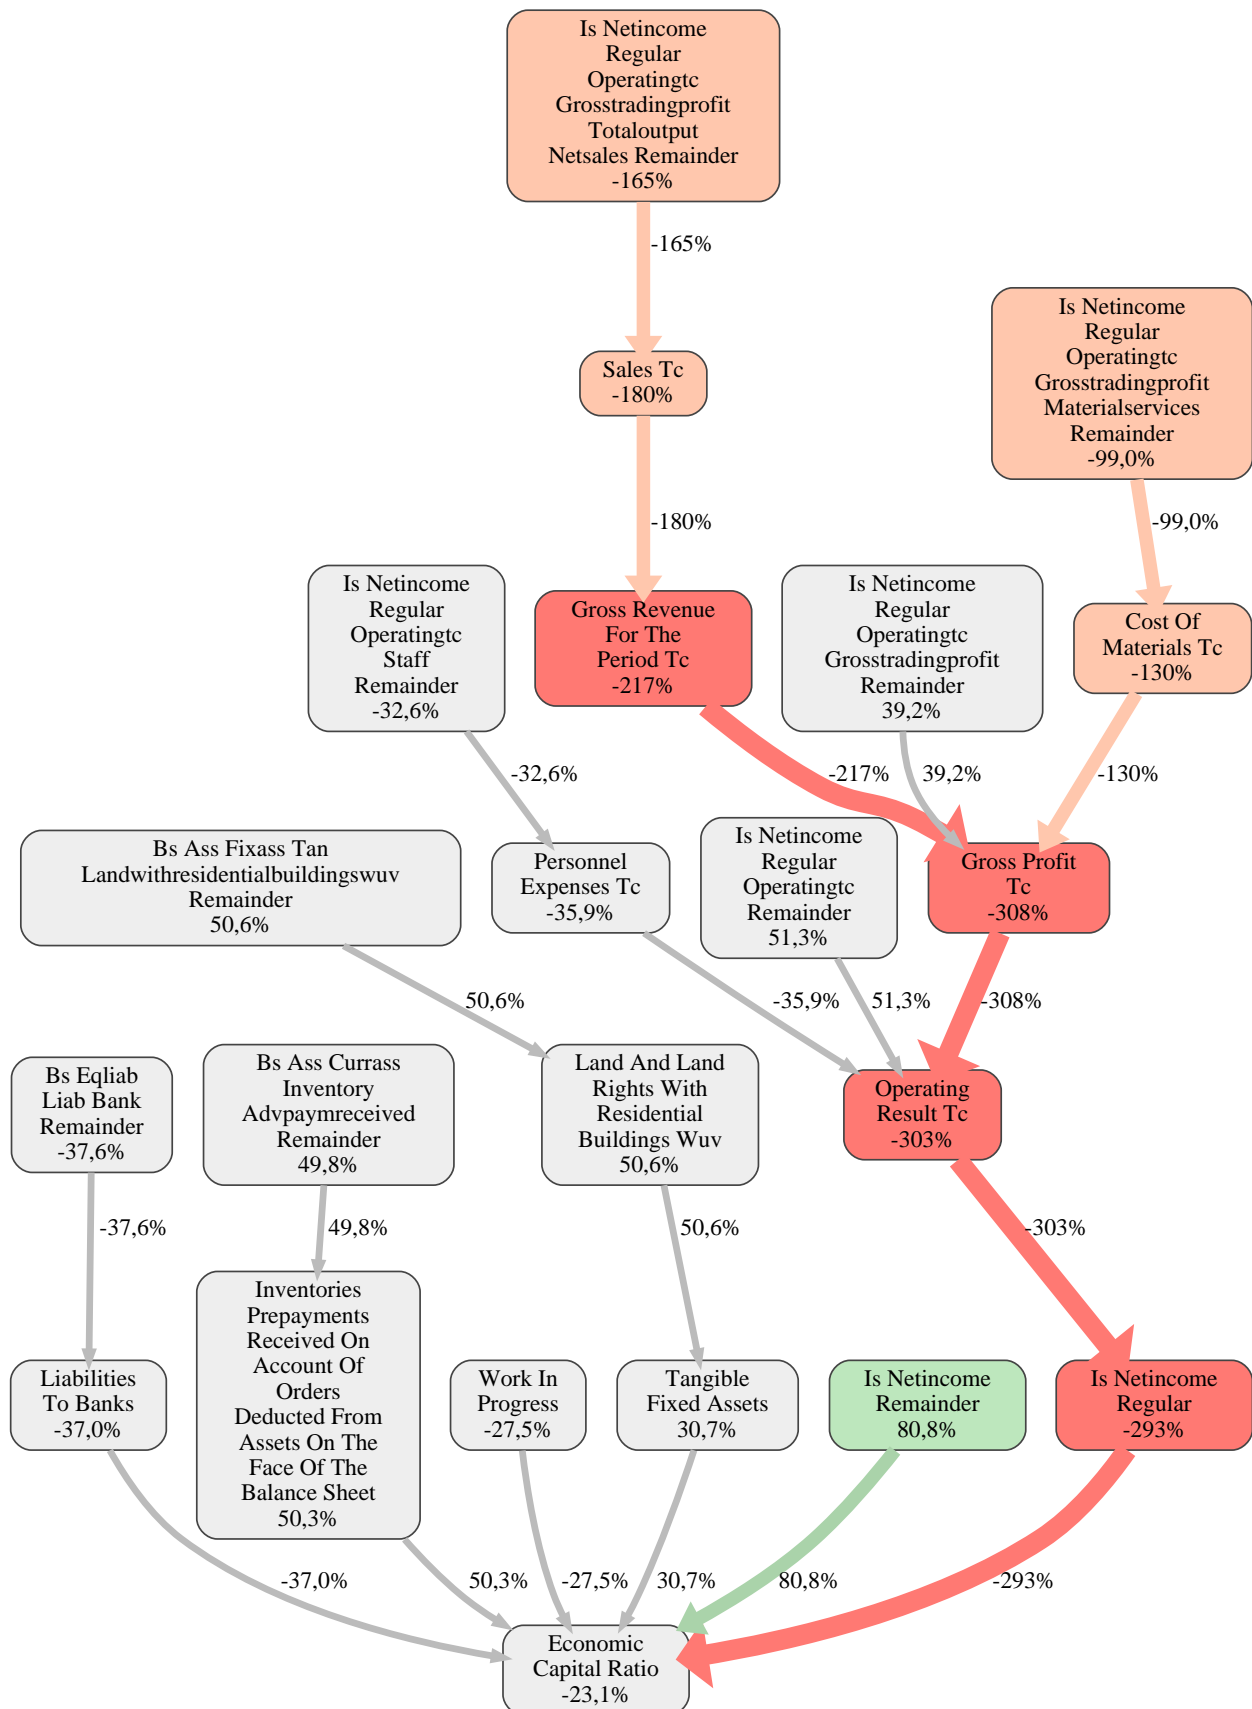 Is Netincome
Regular
Operatingtc
Grosstradingprofit
Totaloutput
Netsales Remainder
-165%
-165%
Is Netincome
Regular
Operatingtc
Grosstradingprofit
Materialservices
Remainder
-99,0%
Sales Tc
-180%
-180%
-99,0%
Is Netincome
Regular
Operatingtc
Staff
Remainder
-32,6%
Gross Revenue
For The
Period Tc
-217%
Is Netincome
Regular
Operatingtc
Grosstradingprofit
Remainder
39,2%
Cost Of
Materials Tc
-130%
-32,6%
-217%
39,2%
-130%
Bs Ass Fixass Tan
Landwithresidentialbuildingswuv
Remainder
50,6%
Personnel
Expenses Tc
-35,9%
Is Netincome
Regular
Operatingtc
Remainder
51,3%
Gross Profit
Tc
-308%
50,6%
-35,9%
51,3%
-308%
Bs Eqliab
Liab Bank
Remainder
-37,6%
Bs Ass Currass
Inventory
Advpaymreceived
Remainder
49,8%
Land And Land
Rights With
Residential
Buildings Wuv
50,6%
Operating
Result Tc
-303%
-37,6%
49,8%
50,6%
-303%
Liabilities
To Banks
-37,0%
Inventories
Prepayments
Received On
Account Of
Orders
Deducted From
Assets On The
Face Of The
Balance Sheet
50,3%
Work In
Progress
-27,5%
Tangible
Fixed Assets
30,7%
Is Netincome
Remainder
80,8%
Is Netincome
Regular
-293%
-37,0%
50,3%
-27,5%
30,7%
80,8%
-293%
Economic
Capital Ratio
-23,1%